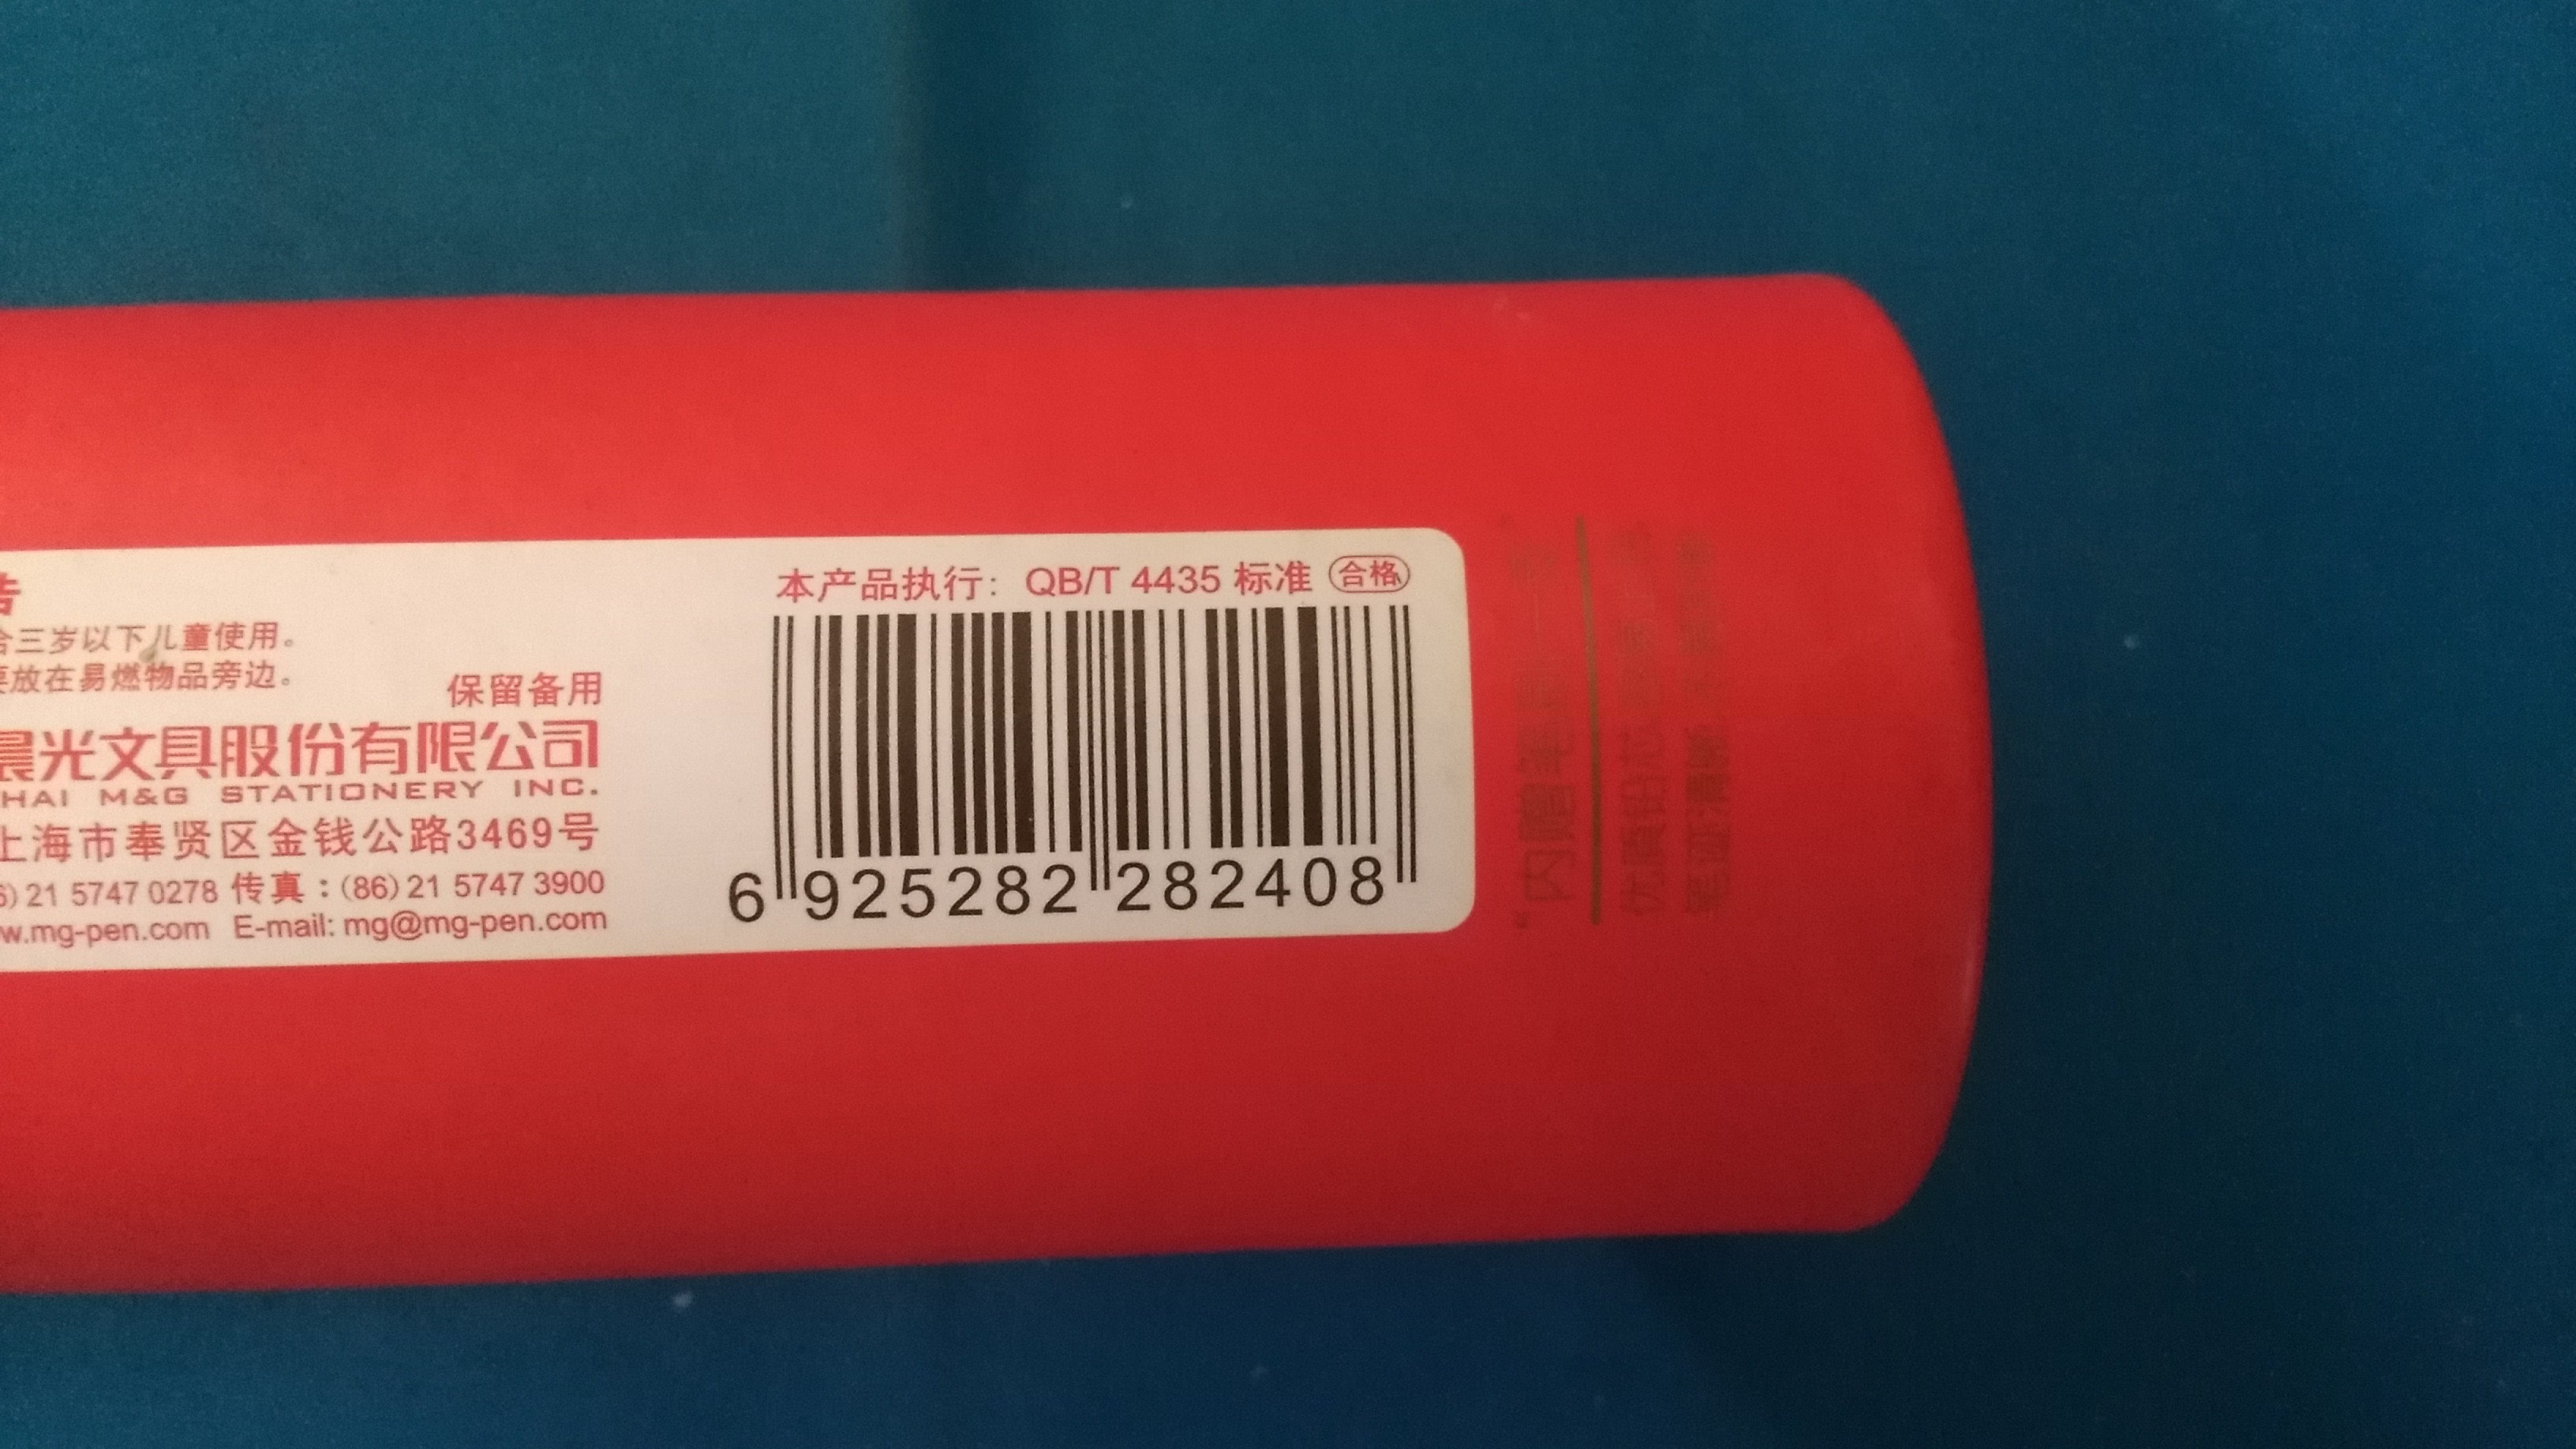 告
合三岁以下儿童使用。
要放在易燃物品旁边。
保留备用
晨光文具股份有限公司
HAI M&G STATIONERY INC.
上海市奉贤区金钱公路3469号
6) 21 5747 0278 传真：(86) 21 5747 3900
w.mg-pen.com E-mail: mg@mg-pen.com
本产品执行：QB/T 4435 标准 合格
6 925282 282408